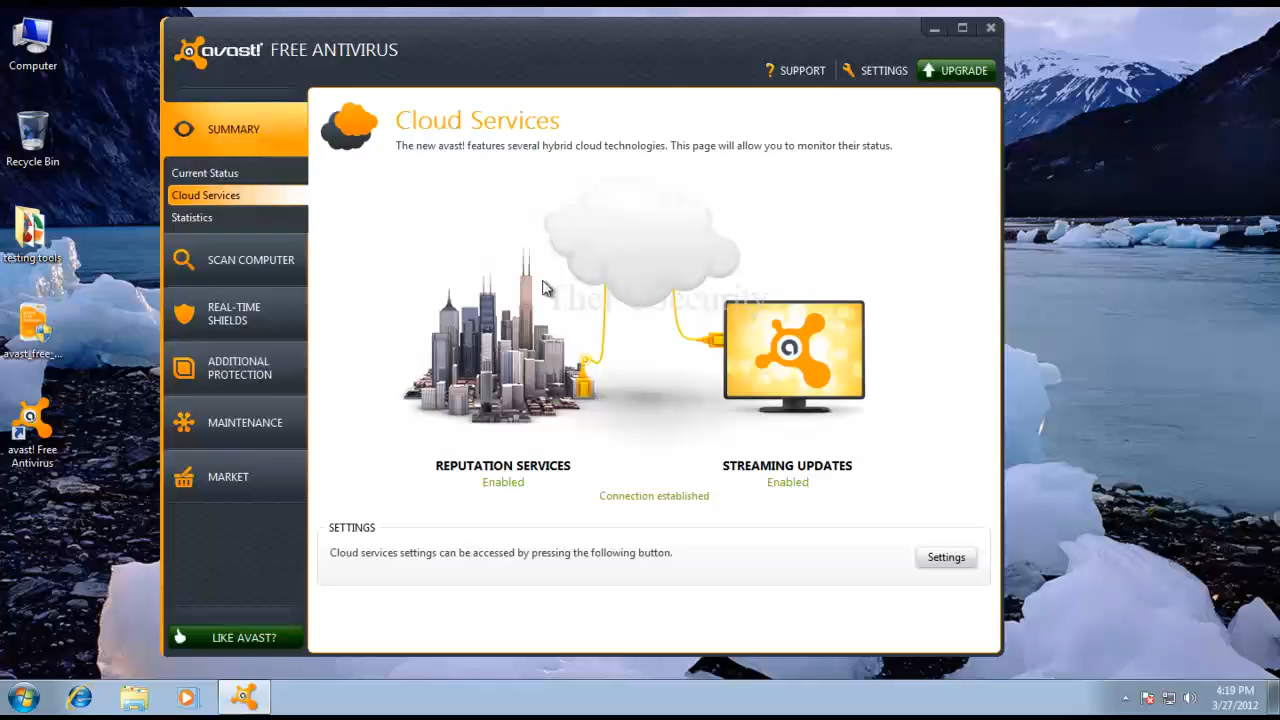 Computer
Recycle Bin
testing tools
avast_free_...
avast! Free
Antivirus
avast! FREE ANTIVIRUS
? SUPPORT
SETTINGS
UPGRADE
SUMMARY
Current Status
Cloud Services
Statistics
SCAN COMPUTER
REAL-TIME
SHIELDS
ADDITIONAL
PROTECTION
MAINTENANCE
MARKET
LIKE AVAST?
Cloud Services
The new avast! features several hybrid cloud technologies. This page will allow you to monitor their status.
REPUTATION SERVICES
Enabled
STREAMING UPDATES
Enabled
Connection established
SETTINGS
Cloud services settings can be accessed by pressing the following button.
Settings
4:19 PM
3/27/2012